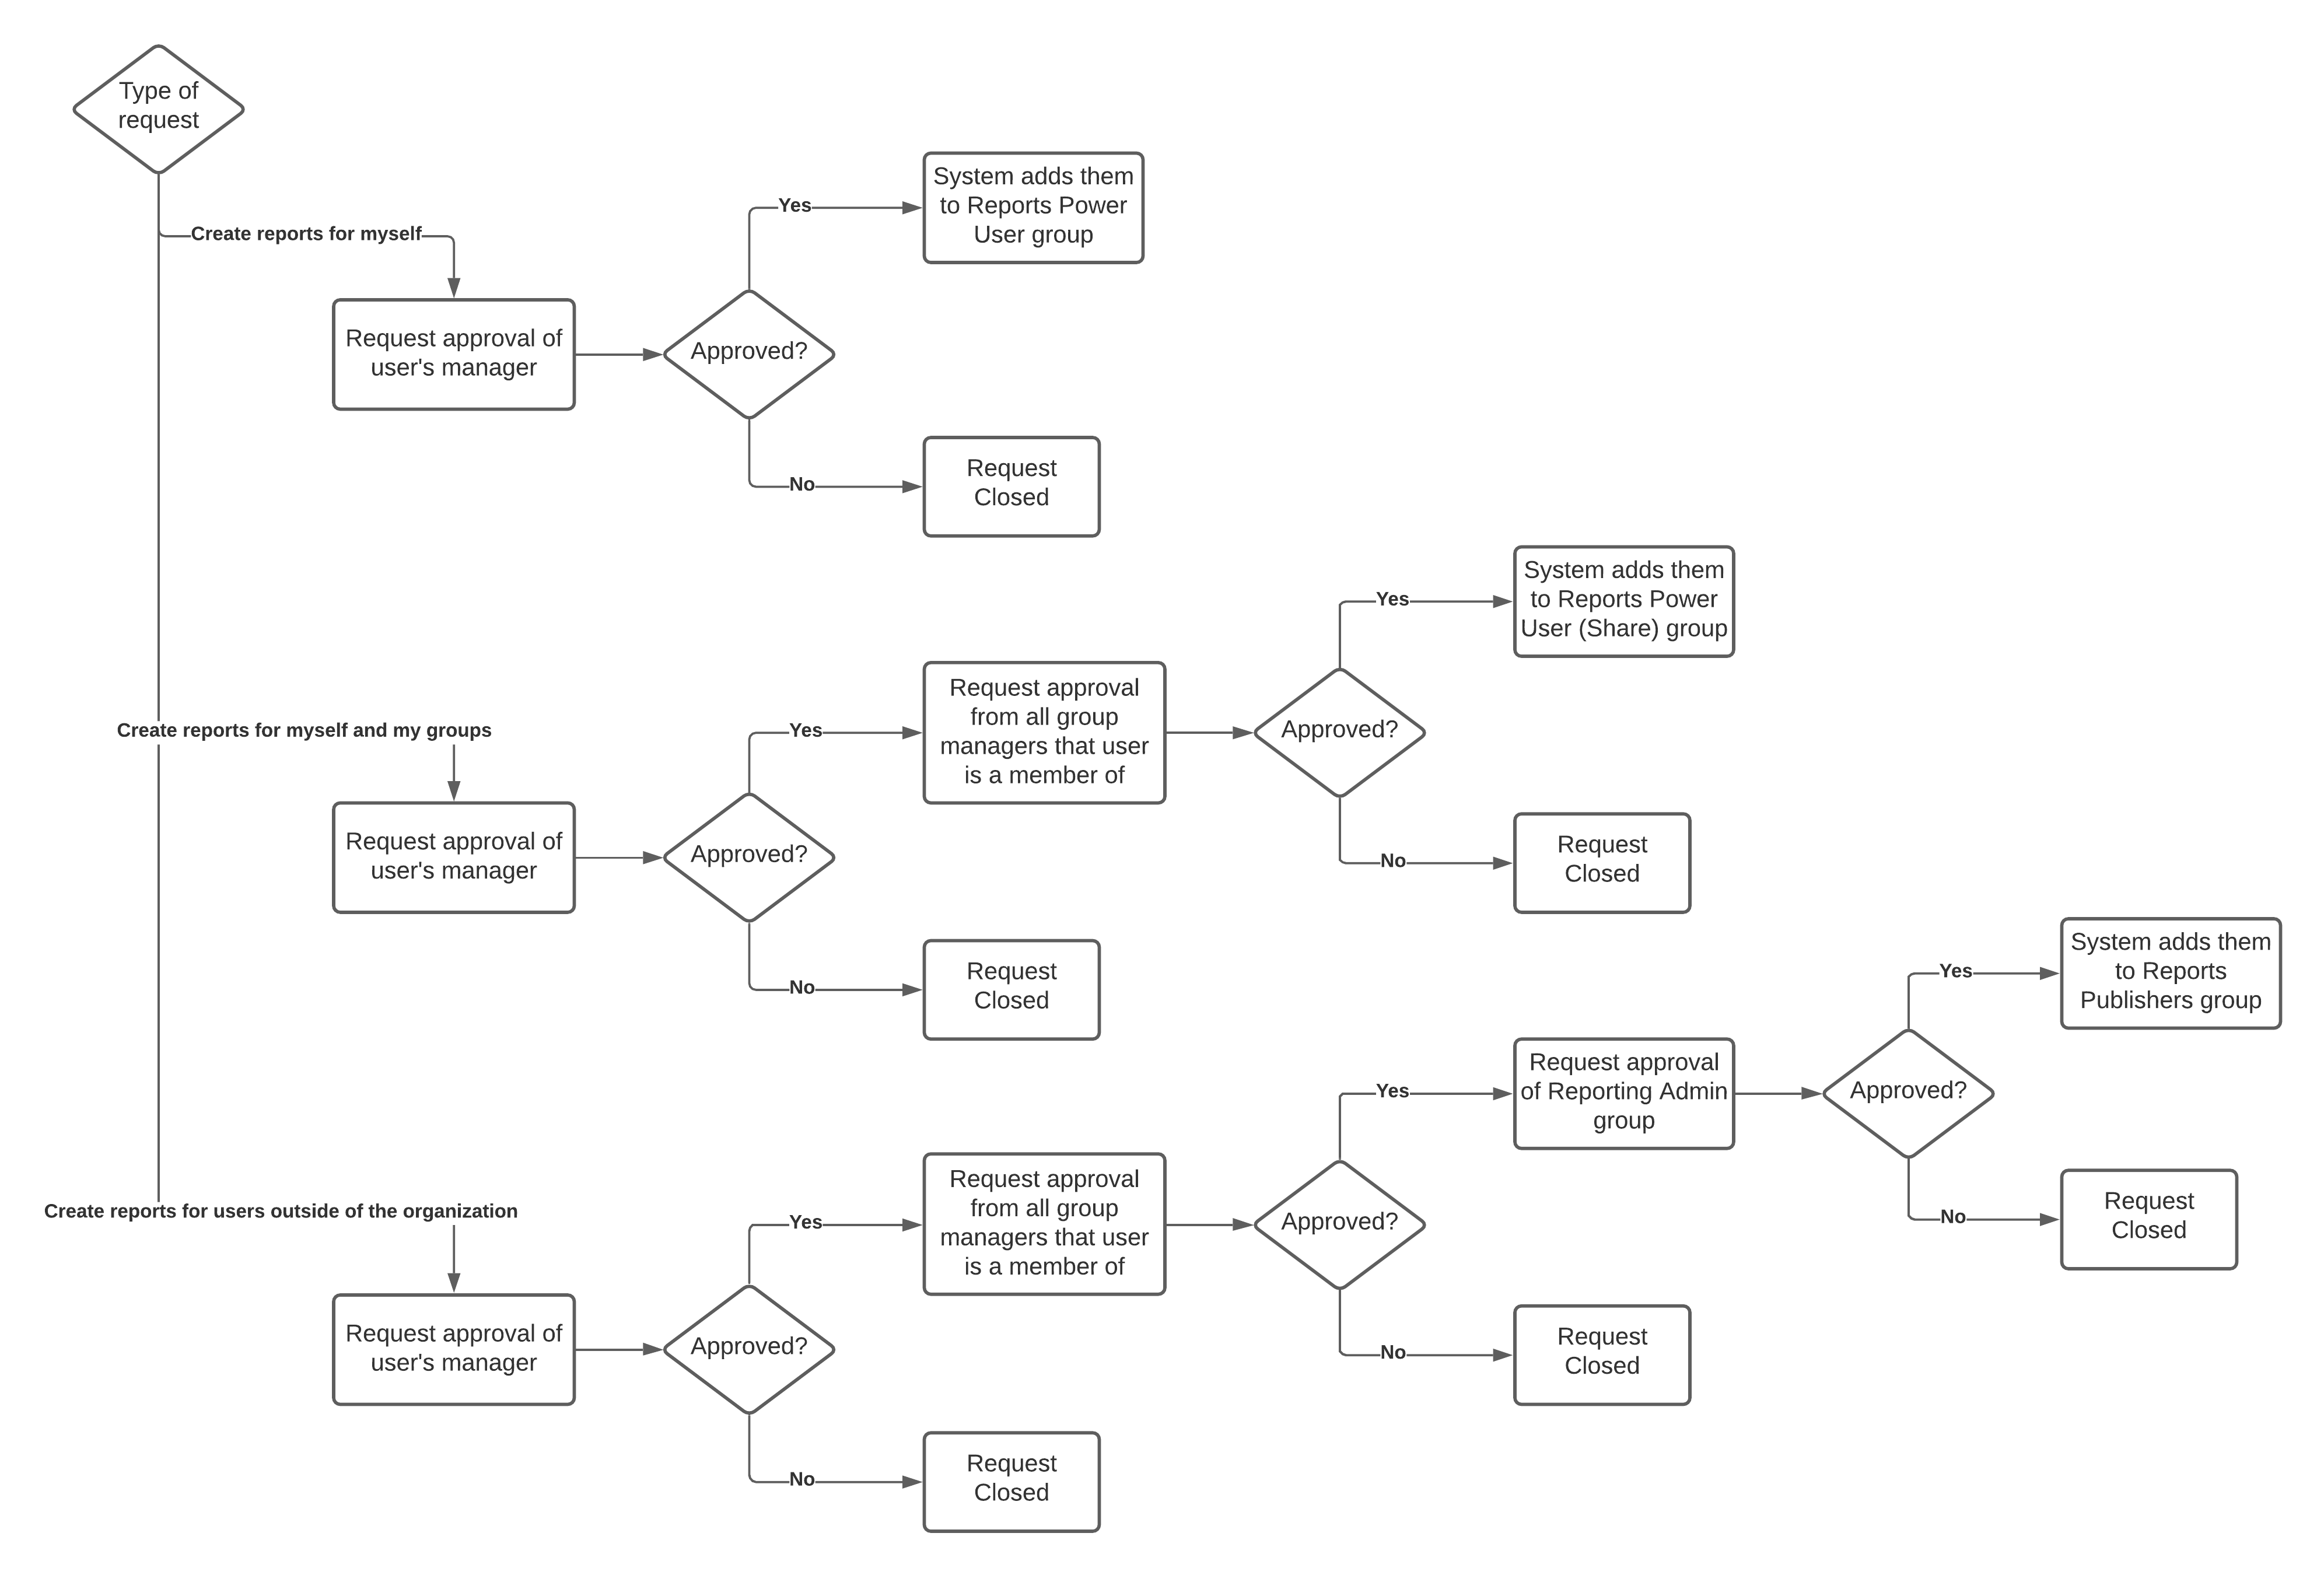 Type of
request
Create reports for myself
Request approval of
user's manager
Approved?
Yes
System adds them
to Reports Power
User group
No
Request
Closed
Create reports for myself and my groups
Request approval of
user's manager
Approved?
Yes
Request approval
from all group
managers that user
is a member of
Approved?
Yes
System adds them
to Reports Power
User (Share) group
No
Request
Closed
No
Request
Closed
Create reports for users outside of the organization
Request approval of
user's manager
Approved?
Yes
Request approval
from all group
managers that user
is a member of
Approved?
Yes
Request approval
of Reporting Admin
group
Approved?
Yes
System adds them
to Reports
Publishers group
No
Request
Closed
No
Request
Closed
No
Request
Closed